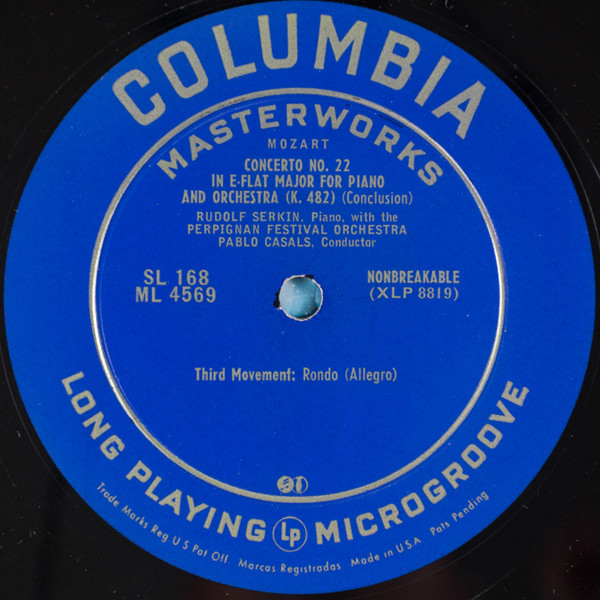 COLUMBIA
MASTERWORKS
MOZART
CONCERTO NO. 22
IN E-FLAT MAJOR FOR PIANO
AND ORCHESTRA (K. 482) (Conclusion)
RUDOLF SERKIN, Piano, with the
PERPIGNAN FESTIVAL ORCHESTRA
PABLO CASALS, Conductor
SL 168
ML 4569
NONBREAKABLE
(XLP 8819)
Third Movement: Rondo (Allegro)
LONG PLAYING Lp MICROGROOVE
Trade Marks Reg U S Pat Off. Marcas Registradas Made in U.S.A Pats Pending